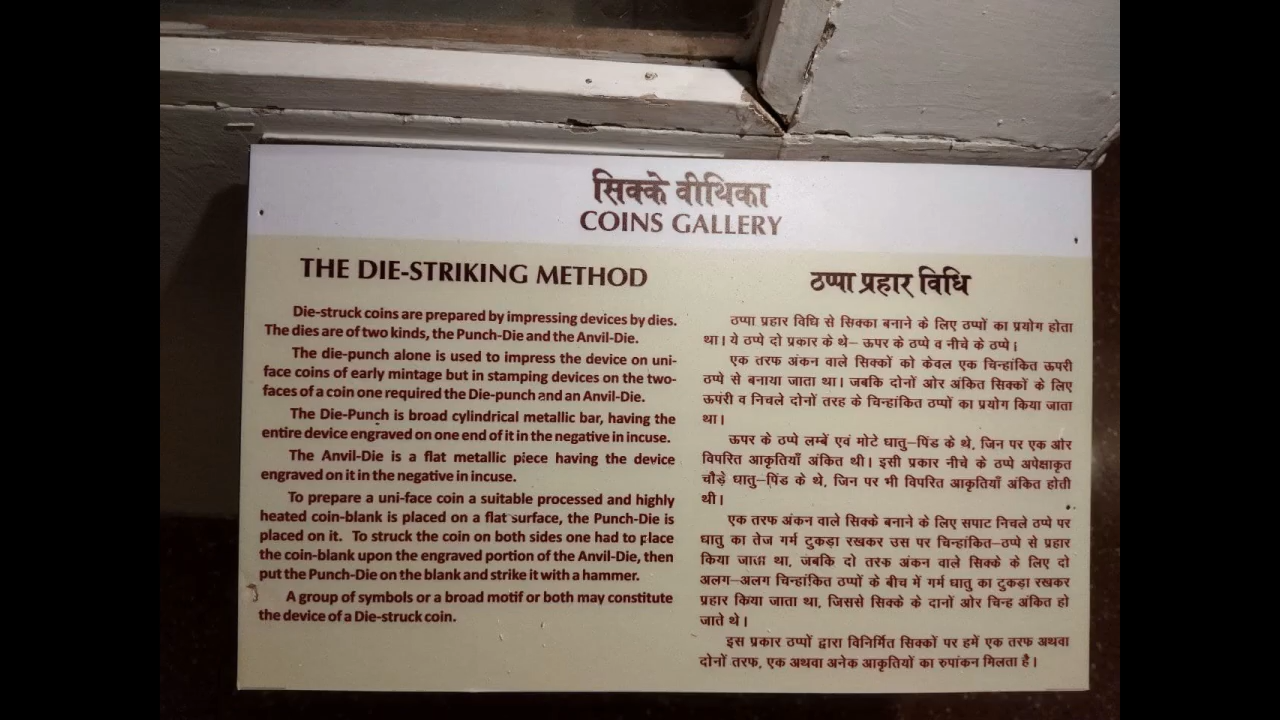 सिक्के वीथिका
COINS GALLERY
THE DIE-STRIKING METHOD
Die-struck coins are prepared by impressing devices by dies.
The dies are of two kinds, the Punch-Die and the Anvil-Die.
The die-punch alone is used to impress the device on uni-
face coins of early mintage but in stamping devices on the two-
faces of a coin one required the Die-punch and an Anvil-Die.
The Die-Punch is broad cylindrical metallic bar, having the
entire device engraved on one end of it in the negative in incuse.
The Anvil-Die is a flat metallic piece having the device
engraved on it in the negative in incuse.
To prepare a uni-face coin a suitable processed and highly
heated coin-blank is placed on a flat surface, the Punch-Die is
placed on it. To struck the coin on both sides one had to place
the coin-blank upon the engraved portion of the Anvil-Die, then
put the Punch-Die on the blank and strike it with a hammer.
A group of symbols or a broad motif or both may constitute
the device of a Die-struck coin.
ठप्पा प्रहार विधि
ठप्पा प्रहार विधि से सिक्का बनाने के लिए ठप्पों का प्रयोग होता
था। ये ठप्पे दो प्रकार के थे– ऊपर के ठप्पे व नीचे के ठप्पे।
एक तरफ अंकन वाले सिक्कों को केवल एक चिन्हांकित ऊपरी
ठप्पे से बनाया जाता था। जबकि दोनों ओर अंकित सिक्कों के लिए
ऊपंरी व निचले दोनों तरह के चिन्हांकित ठप्पों का प्रयोग किया जाता
था।
ऊपर के ठप्पे लम्बें एवं मोटे धातु–पिंड के थे, जिन पर एक ओर
विपरित आकृतियाँ अंकित थी। इसी प्रकार नीचे के ठप्पे अपेक्षाकृत
चौड़े धातु–पिंड के थे, जिन पर भी विपरित आकृतियाँ अंकित होती
थी।
एक तरफ अंकन वाले सिक्के बनाने के लिए सपाट निचले ठप्पे पर
धातु का तेज गर्म टुकड़ा रखकर उस पर चिन्हांकित–ठप्पे से प्रहार
किया जाता था, जबकि दो तरफ अंकन वाले सिक्के के लिए दो
अलग–अलग चिन्हांकित ठप्पों के बीच में गर्म धातु का टुकड़ा रखकर
प्रहार किया जाता था, जिससे सिक्के के दानों ओर चिन्ह अंकित हो
जाते थे।
इस प्रकार ठप्पों द्वारा विनिर्मित सिक्कों पर हमें एक तरफ अथवा
दोनों तरफ, एक अथवा अनेक आकृतियों का रुपांकन मिलता है।